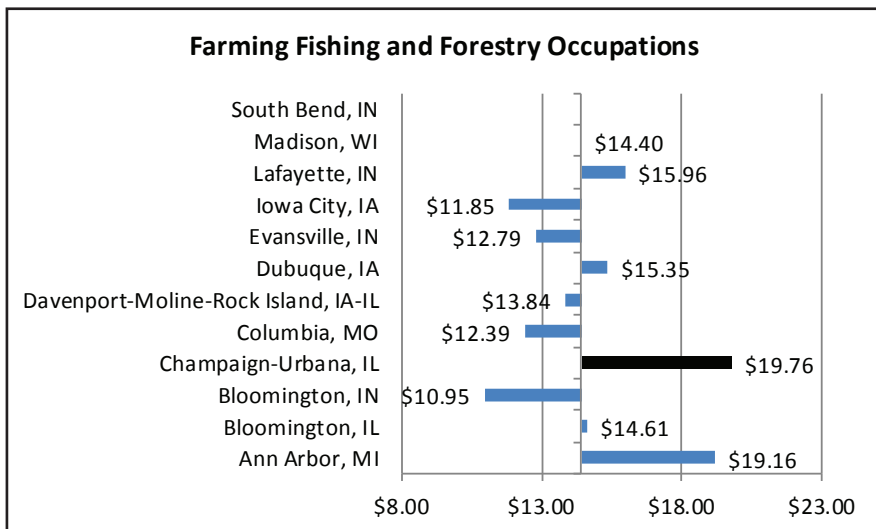 Farming Fishing and Forestry Occupations
South Bend, IN
Madison, WI $14.40
Lafayette, IN $15.96
Iowa City, IA $11.85
Evansville, IN $12.79
Dubuque, IA $15.35
Davenport-Moline-Rock Island, IA-IL $13.84
Columbia, MO $12.39
Champaign-Urbana, IL $19.76
Bloomington, IN $10.95
Bloomington, IL $14.61
Ann Arbor, MI $19.16
$8.00 $13.00 $18.00 $23.00